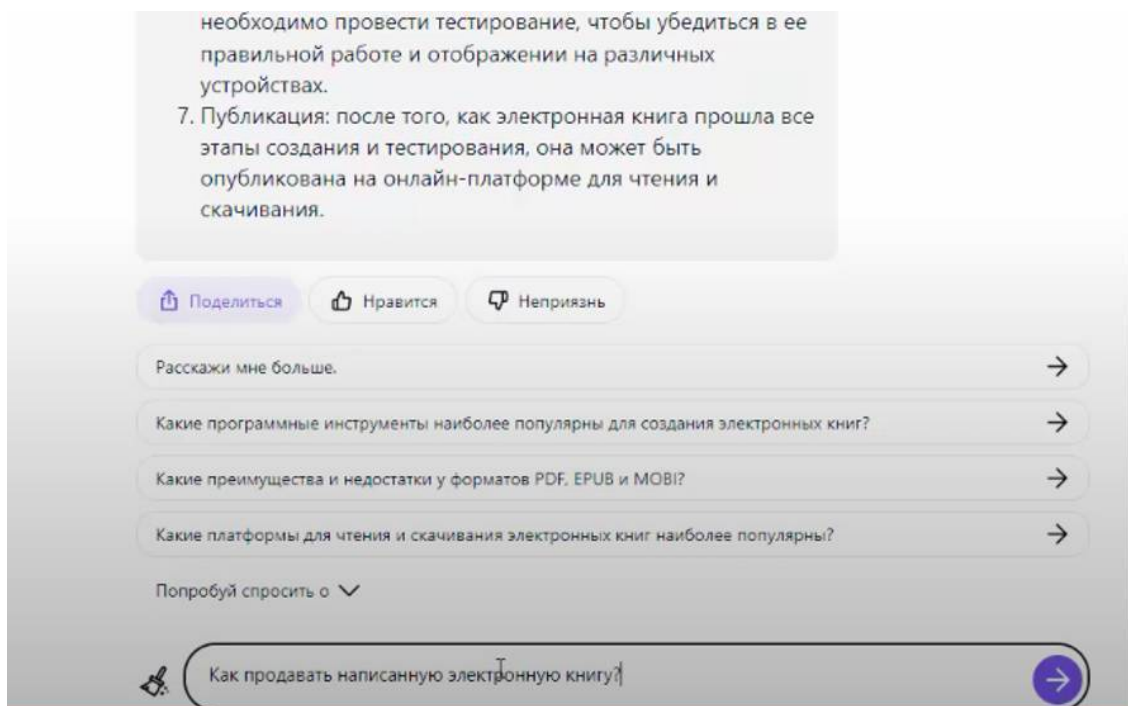 необходимо провести тестирование, чтобы убедиться в ее
правильной работе и отображении на различных
устройствах.
7. Публикация: после того, как электронная книга прошла все
этапы создания и тестирования, она может быть
опубликована на онлайн-платформе для чтения и
скачивания.
Поделиться Нравится Неприязнь
Расскажи мне больше.
Какие программные инструменты наиболее популярны для создания электронных книг?
Какие преимущества и недостатки у форматов PDF, EPUB и MOBI?
Какие платформы для чтения и скачивания электронных книг наиболее популярны?
Попробуй спросить о
Как продавать написанную электронную книгу?